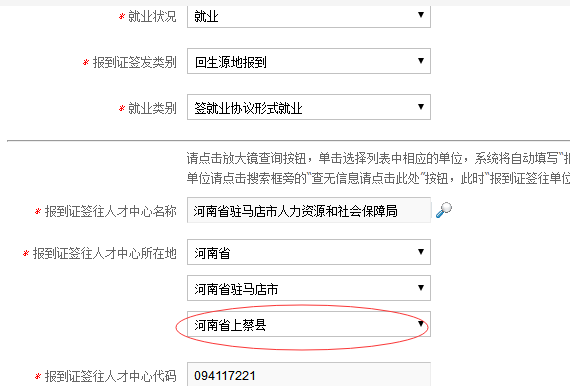 * 就业状况 就业
* 报到证签发类别 回生源地报到
* 就业类别 签就业协议形式就业
请点击放大镜查询按钮，单击选择列表中相应的单位，系统将自动填写“报
单位请点击搜索框旁的“查无信息请点击此处”按钮，此时“报到证签往单位
* 报到证签往人才中心名称 河南省驻马店市人力资源和社会保障局
* 报到证签往人才中心所在地 河南省
河南省驻马店市
河南省上蔡县
* 报到证签往人才中心代码 094117221